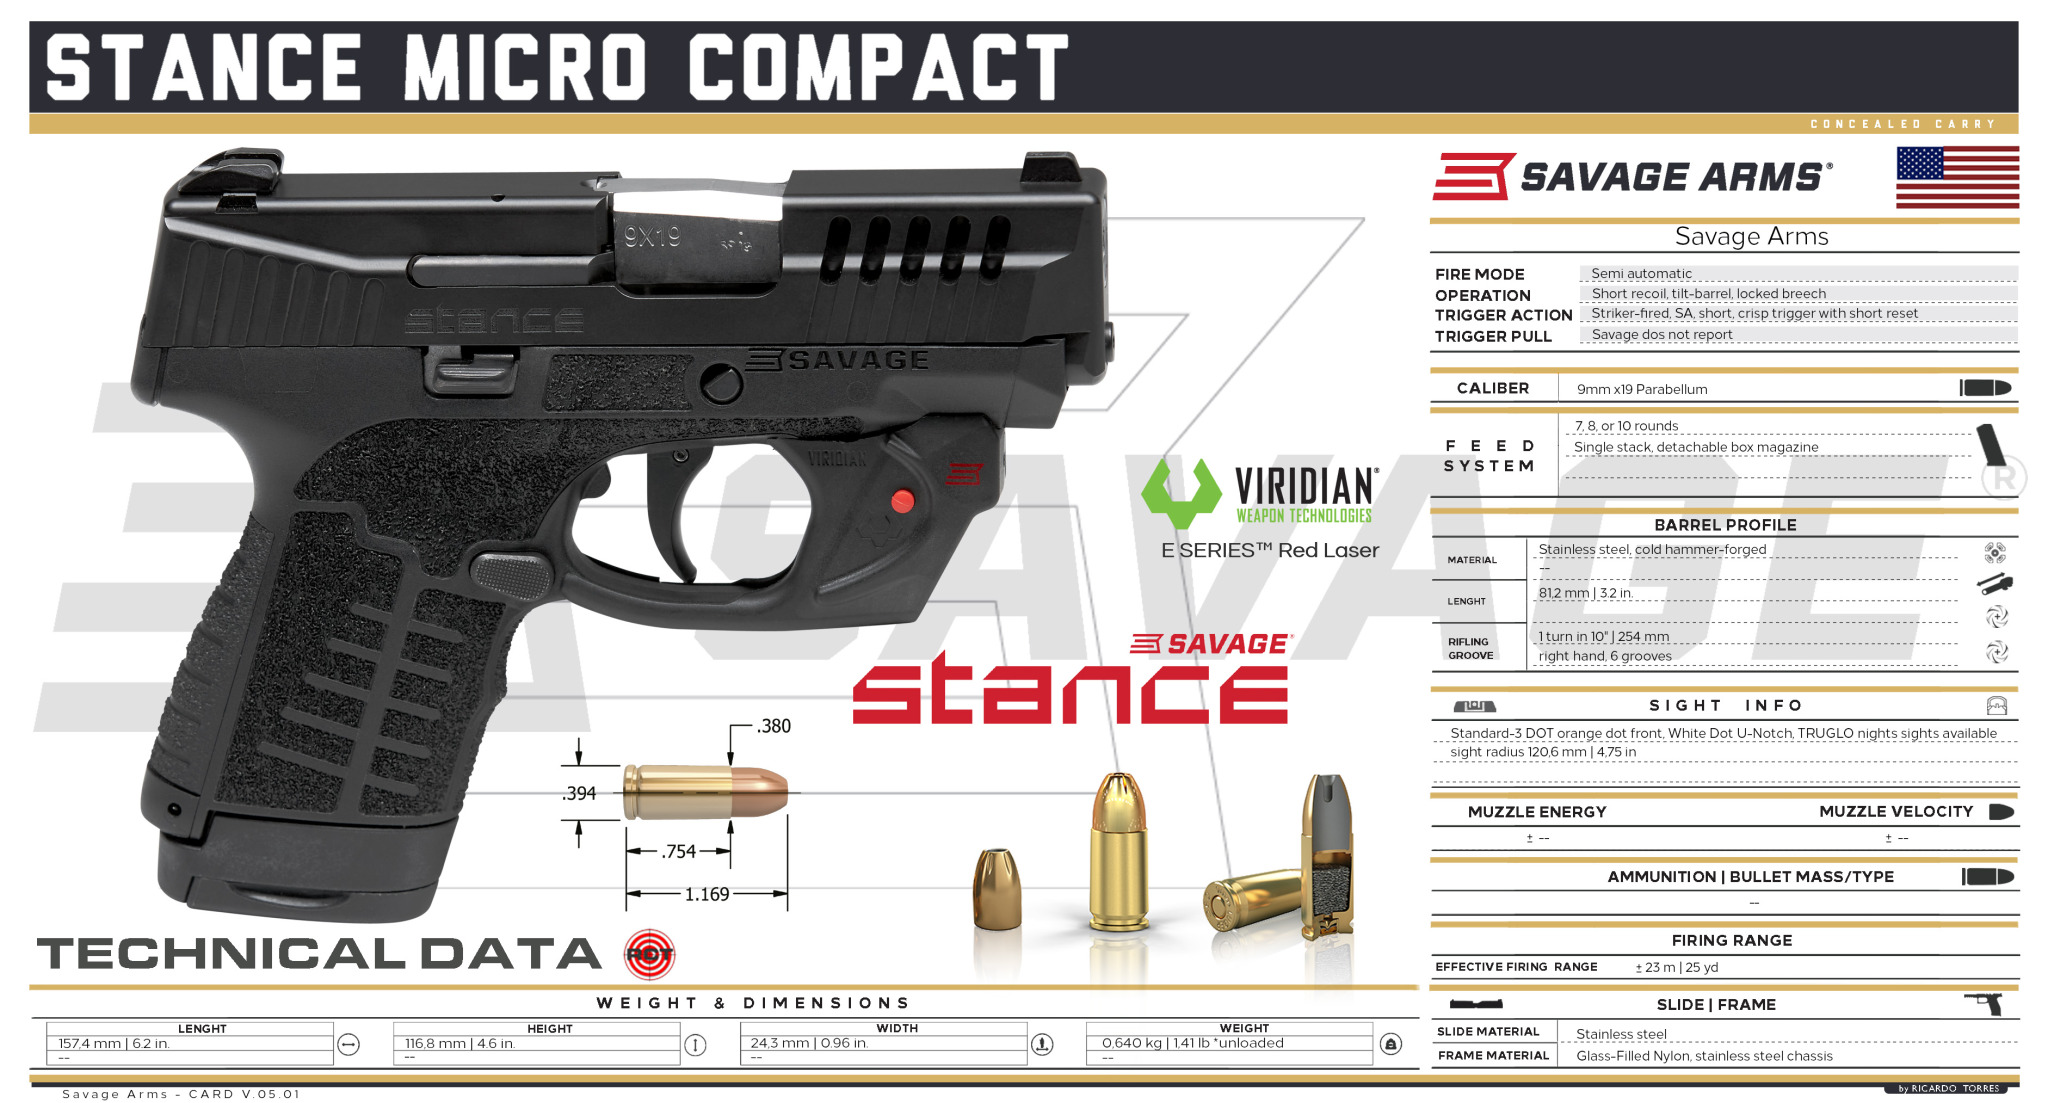 STANCE MICRO COMPACT
CONCEALED CARRY
SAVAGE ARMS®
Savage Arms
FIRE MODE Semi automatic
OPERATION Short recoil, tilt-barrel, locked breech
TRIGGER ACTION Striker-fired, SA, short, crisp trigger with short reset
TRIGGER PULL Savage dos not report
CALIBER 9mm x19 Parabellum
FEED SYSTEM
7, 8, or 10 rounds
Single stack, detachable box magazine
BARREL PROFILE
MATERIAL Stainless steel, cold hammer-forged
--
LENGHT 81,2 mm | 3.2 in.
RIFLING GROOVE
1 turn in 10" | 254 mm
right hand, 6 grooves
SIGHT INFO
Standard-3 DOT orange dot front, White Dot U-Notch, TRUGLO nights sights available
sight radius 120,6 mm | 4,75 in
MUZZLE ENERGY MUZZLE VELOCITY
± -- ± --
AMMUNITION | BULLET MASS/TYPE
--
FIRING RANGE
EFFECTIVE FIRING RANGE ± 23 m | 25 yd
SLIDE | FRAME
SLIDE MATERIAL Stainless steel
FRAME MATERIAL Glass-Filled Nylon, stainless steel chassis
by RICARDO TORRES
9X19
stance
SAVAGE
VIRIDIAN
SAVAGE ®
VIRIDIAN®
WEAPON TECHNOLOGIES
E SERIES™ Red Laser
SAVAGE®
stance
.380
.394
.754
1.169
TECHNICAL DATA
RDT
WEIGHT & DIMENSIONS
LENGHT HEIGHT WIDTH WEIGHT
157,4 mm | 6.2 in. 116,8 mm | 4.6 in. 24,3 mm | 0.96 in. 0,640 kg | 1,41 lb *unloaded
-- -- -- --
Savage Arms - CARD V.05.01